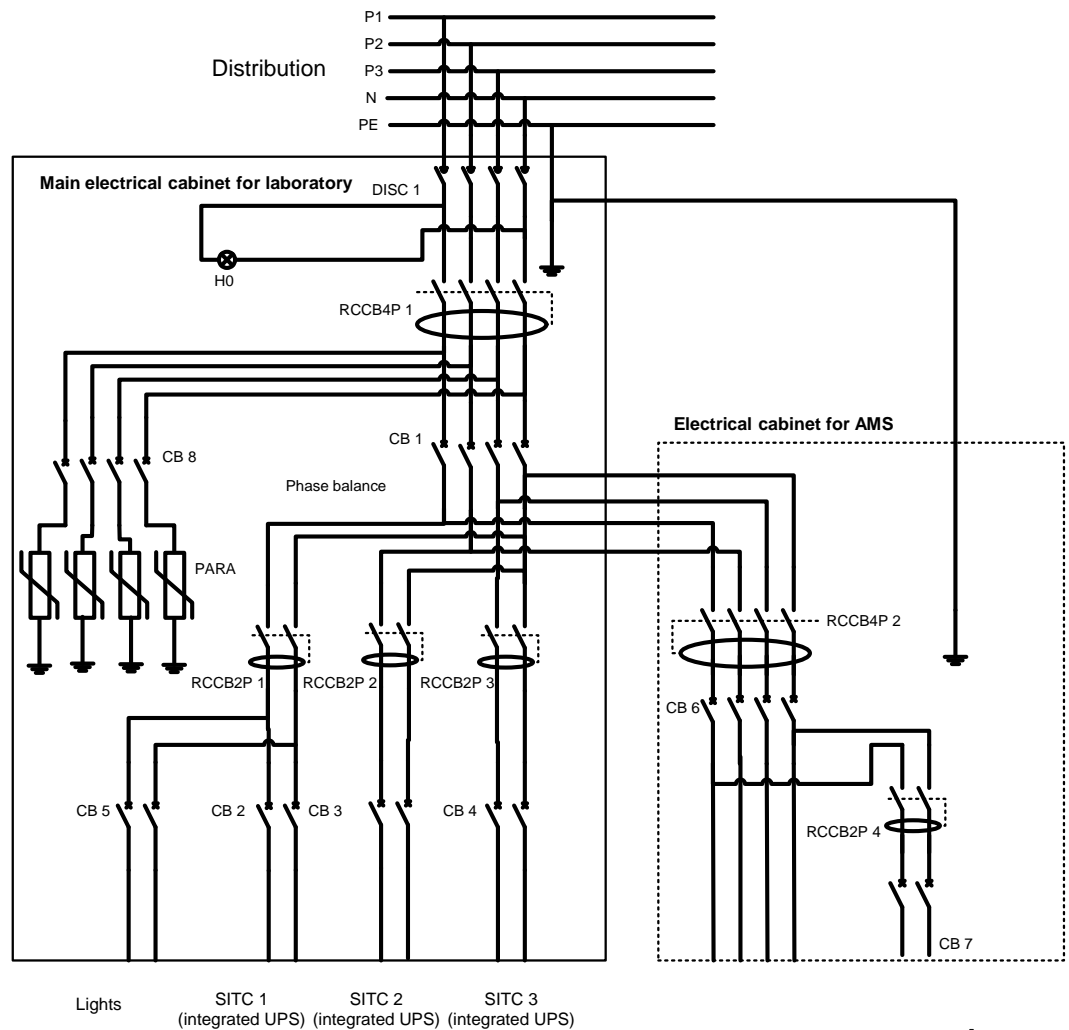 P1
P2
Distribution
P3
N
PE
Main electrical cabinet for laboratory
DISC 1
H0
RCCB4P 1
Electrical cabinet for AMS
CB 1
CB 8
Phase balance
PARA
RCCB4P 2
RCCB2P 1
RCCB2P 2
RCCB2P 3
CB 6
CB 5
CB 2
CB 3
CB 4
RCCB2P 4
CB 7
Lights
SITC 1
(integrated UPS)
SITC 2
(integrated UPS)
SITC 3
(integrated UPS)